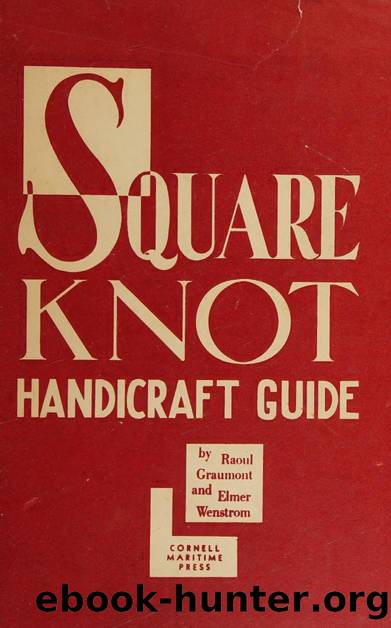 SQUARE
KNOT
HANDICRAFT GUIDE
by Raoul
Graumont
and Elmer
Wenstrom
CORNELL
MARITIME
PRESS
ebook-hunter.org